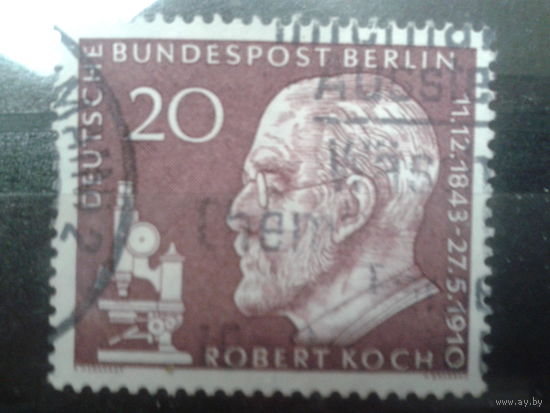 DEUTSCHE BUNDESPOST BERLIN
20
11.12.1843-27.5.1910
ROBERT KOCH
www.ay.by